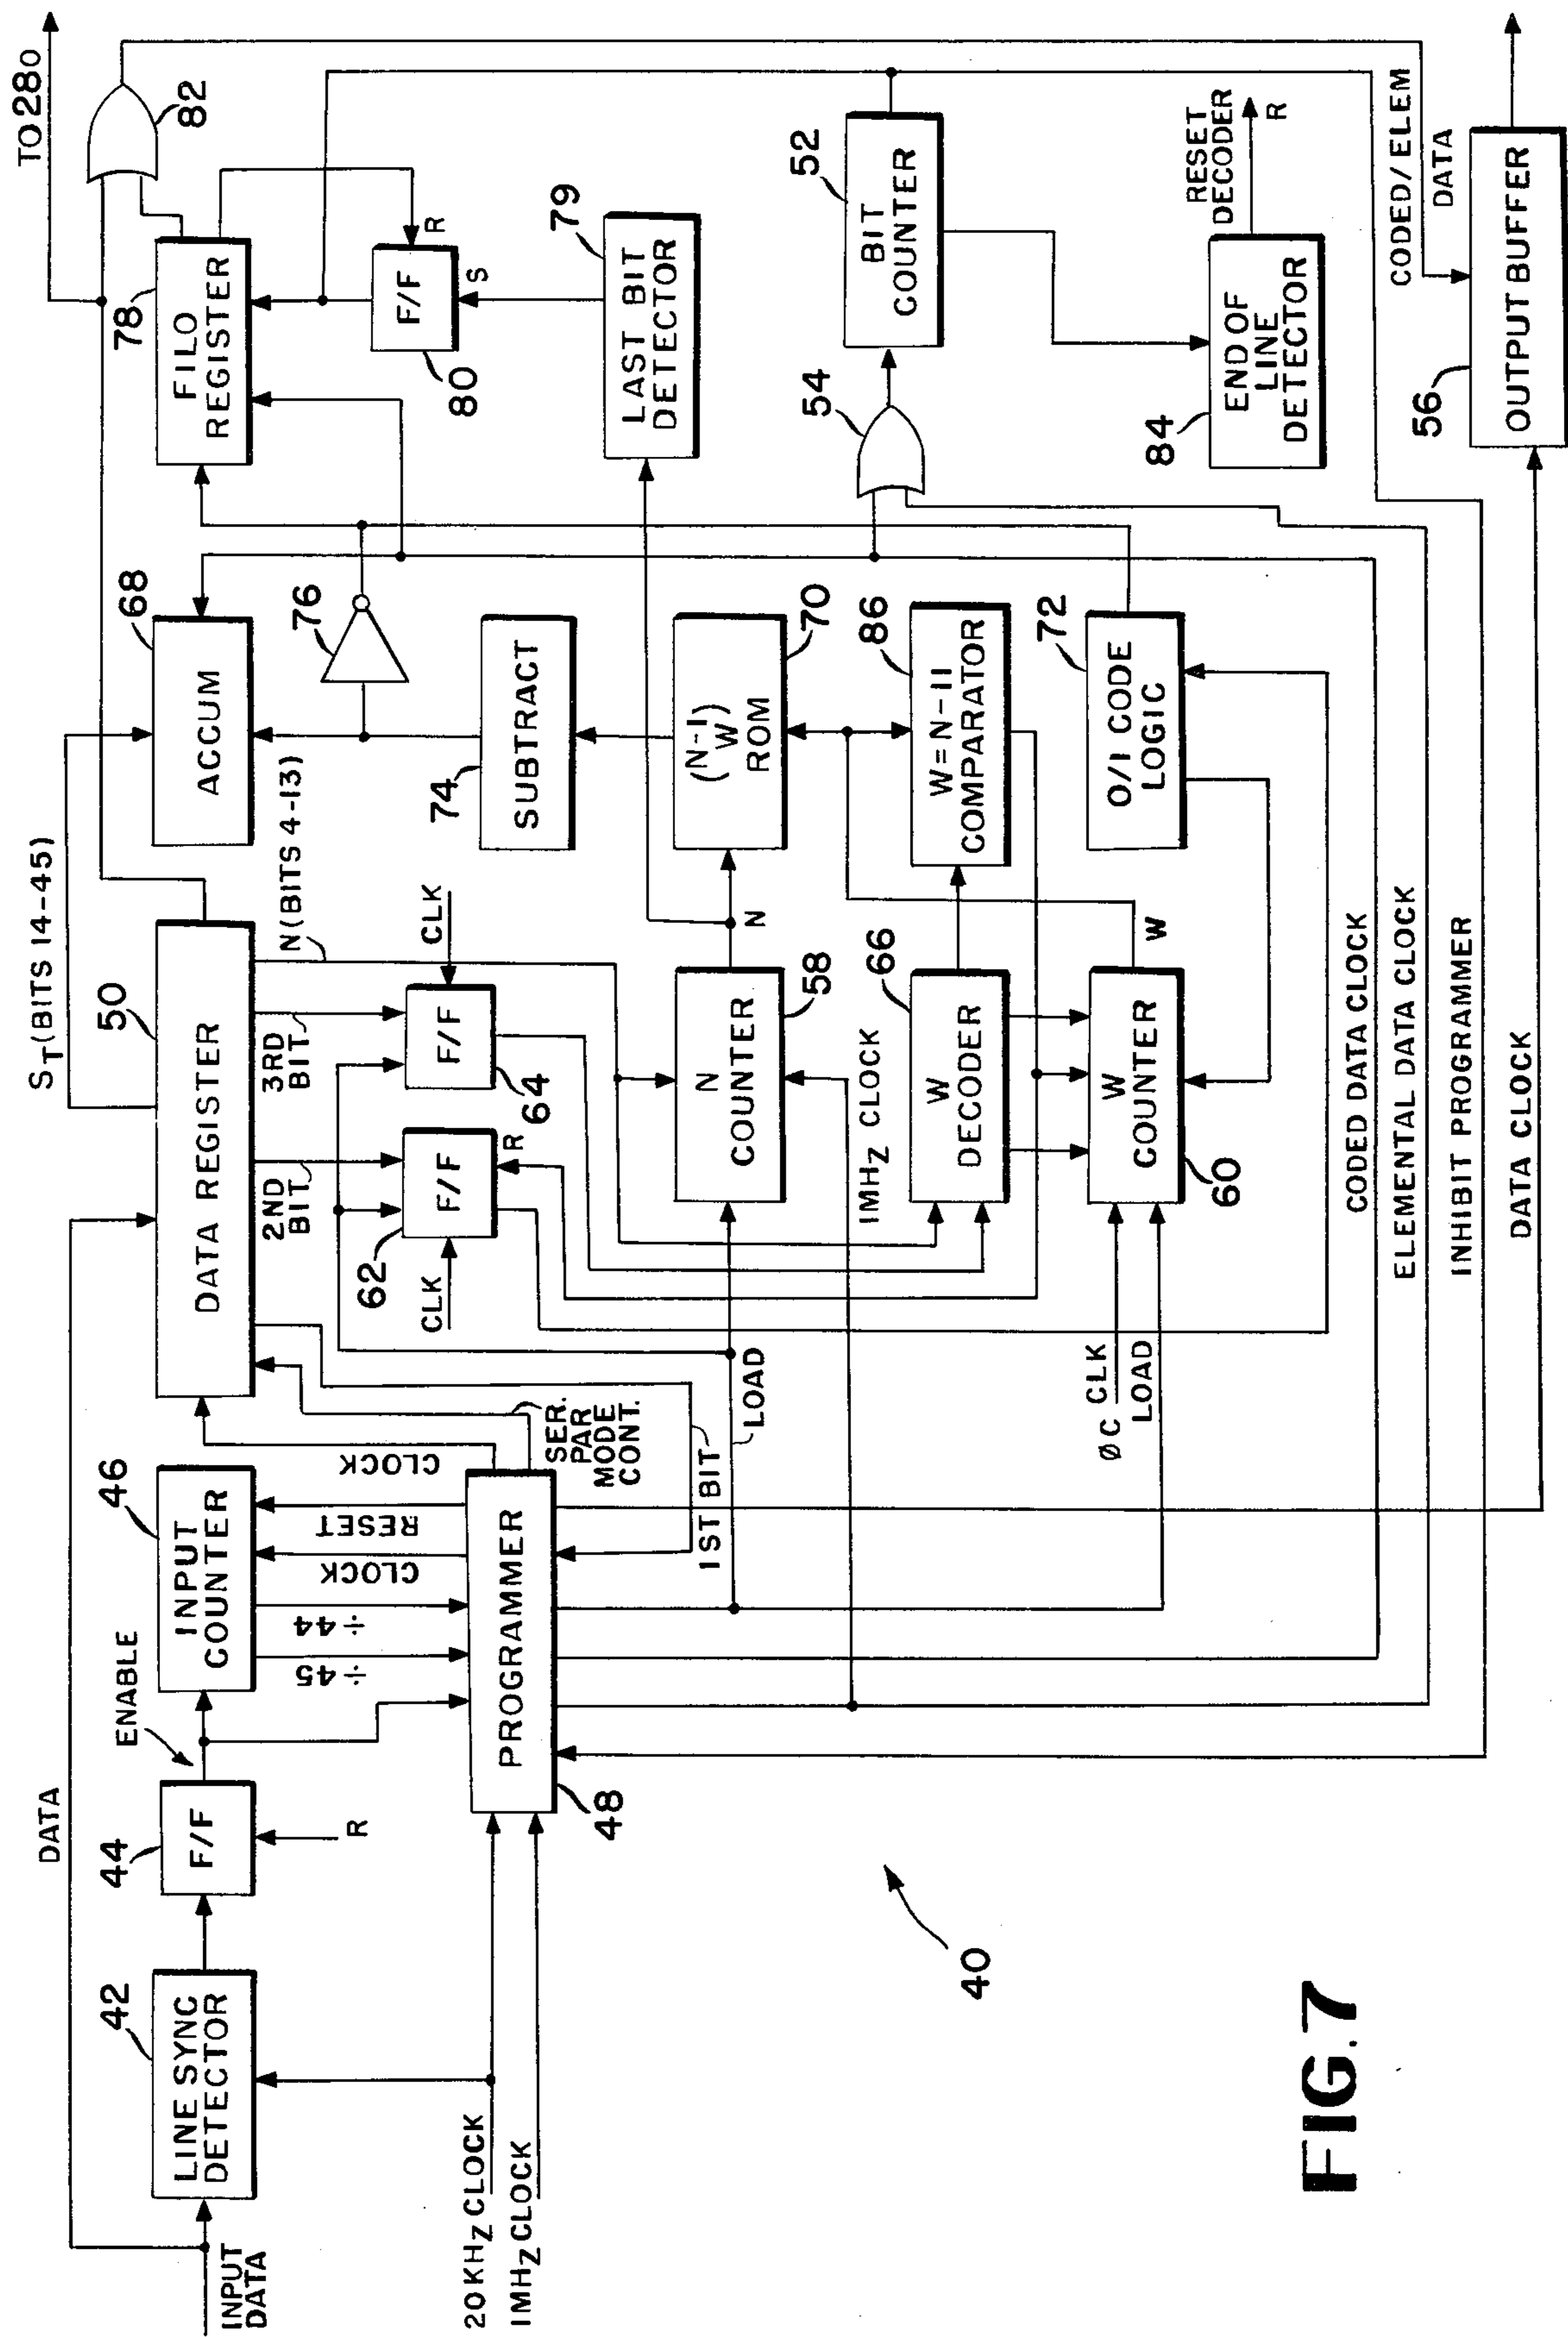 INPUT
DATA
DATA
42
LINE SYNC
DETECTOR
44
F/F
R
ENABLE
46
INPUT
COUNTER
÷45
÷44
CLOCK
RESET
CLOCK
20 KHZ CLOCK
1MHZ CLOCK
48
PROGRAMMER
SER.
PAR
MODE
CONT.
1ST BIT
LOAD
50
DATA REGISTER
ST(BITS 14-45)
2ND
BIT
3RD
BIT
N(BITS 4-13)
62
CLK
F/F
R
64
F/F
CLK
N
COUNTER
58
N
1MHZ CLOCK
W
DECODER
66
ØC CLK
LOAD
W
COUNTER
60
W
68
ACCUM
76
74
SUBTRACT
(N-1
W)
ROM
70
W=N-11
COMPARATOR
86
72
0/1 CODE
LOGIC
TO 280
78
FILO
REGISTER
82
F/F
R
S
80
79
LAST BIT
DETECTOR
54
52
BIT
COUNTER
84
END OF
LINE
DETECTOR
RESET
DECODER
R
CODED/ELEM
DATA
56
OUTPUT BUFFER
CODED DATA CLOCK
ELEMENTAL DATA CLOCK
INHIBIT PROGRAMMER
DATA CLOCK
40
FIG.7